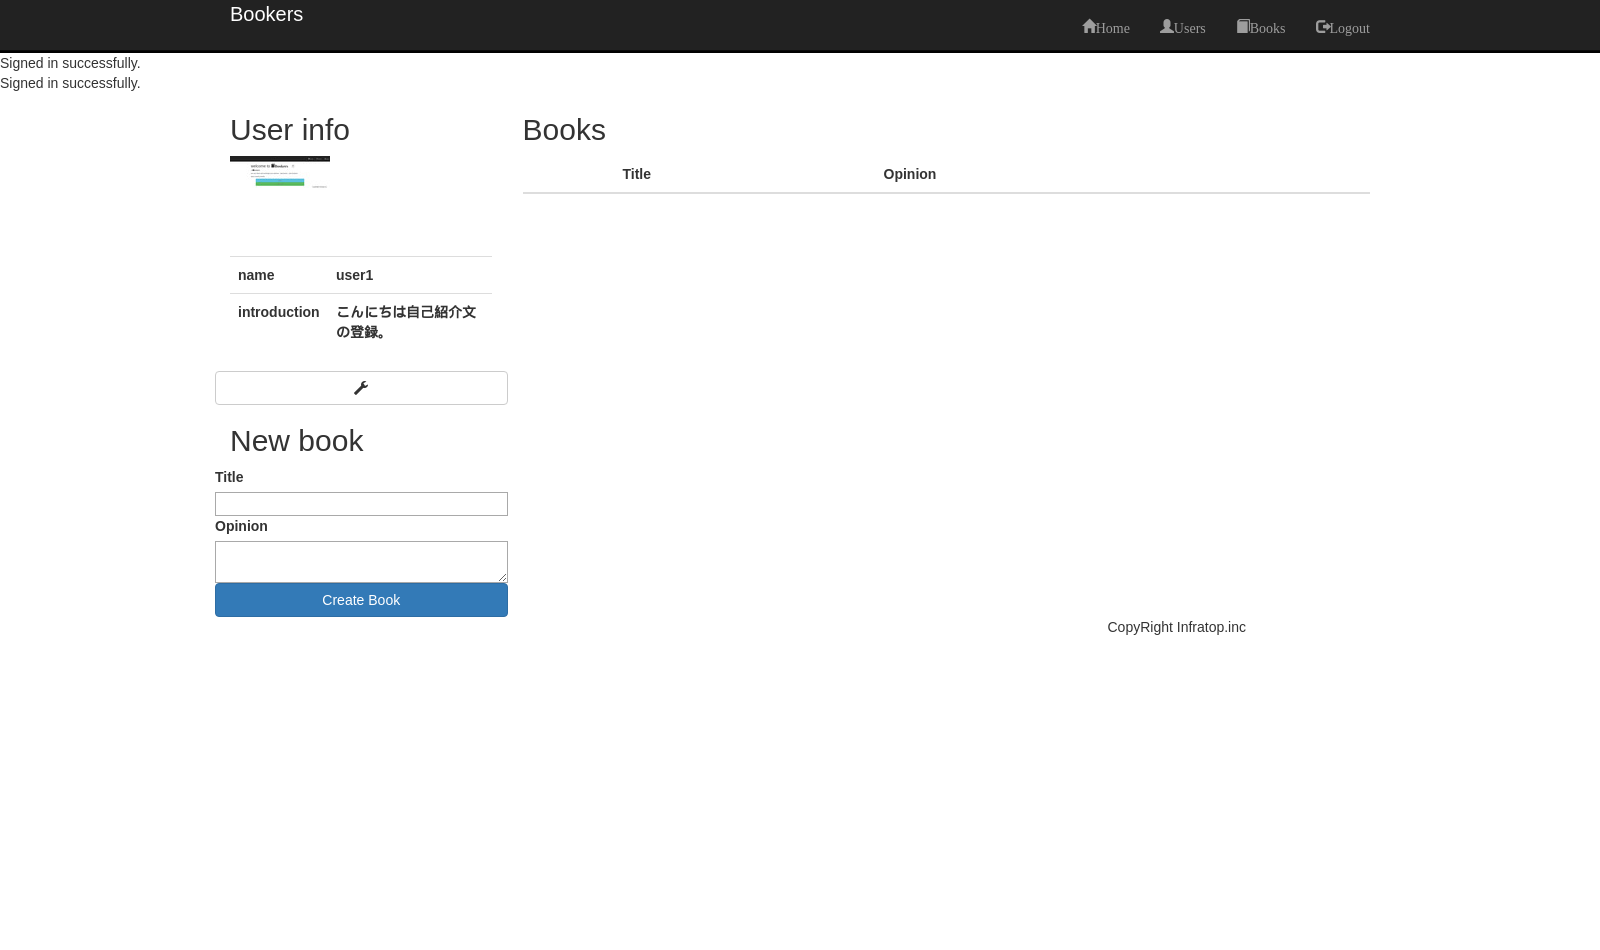 Bookers
Home Users Books Logout
Signed in successfully.
Signed in successfully.
User info
name user1
introduction こんにちは自己紹介文
の登録。
New book
Title
Opinion
Create Book
Books
Title Opinion
CopyRight Infratop.inc